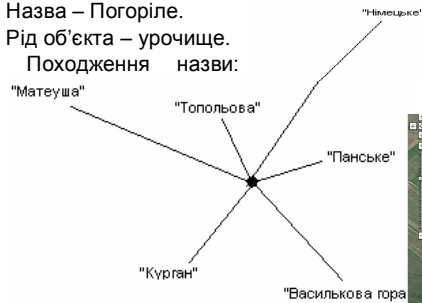 Назва – Погоріле.
Рід об’єкта – урочище.
Походження назви:
"Німецьке"
"Матеуша"
"Топольова"
"Панське"
"Курган"
"Василькова гора